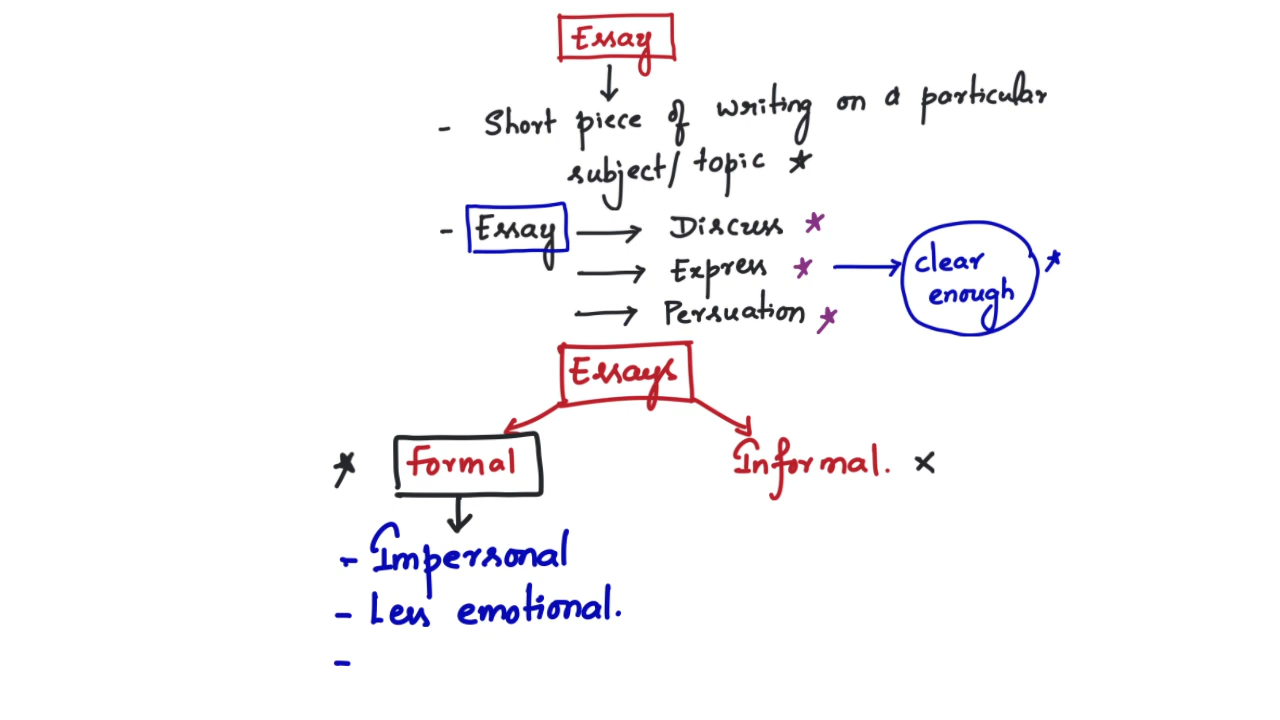 Essay
- Short piece of writing on a particular
subject/ topic *
- Essay → Discuss *
→ Express * → clear enough *
→ Persuation *
Essays
* Formal Informal. x
- Impersonal
- Less emotional.
-